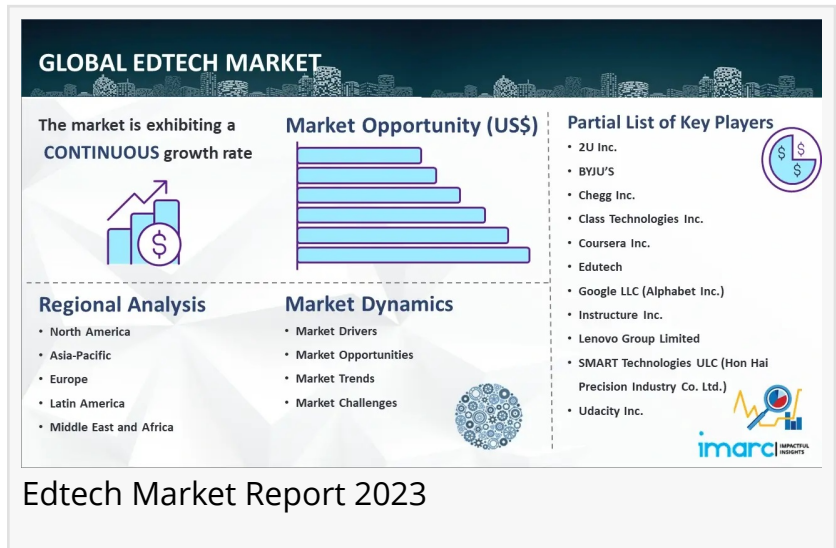 GLOBAL EDTECH MARKET
The market is exhibiting a
CONTINUOUS growth rate
$
Market Opportunity (US$)
Regional Analysis
• North America
• Asia-Pacific
• Europe
• Latin America
• Middle East and Africa
Market Dynamics
• Market Drivers
• Market Opportunities
• Market Trends
• Market Challenges
Partial List of Key Players
$ $
$
• 2U Inc.
• BYJU'S
• Chegg Inc.
• Class Technologies Inc.
• Coursera Inc.
• Edutech
• Google LLC (Alphabet Inc.)
• Instructure Inc.
• Lenovo Group Limited
• SMART Technologies ULC (Hon Hai
Precision Industry Co. Ltd.)
• Udacity Inc.
imarc
IMPACTFUL
INSIGHTS
Edtech Market Report 2023